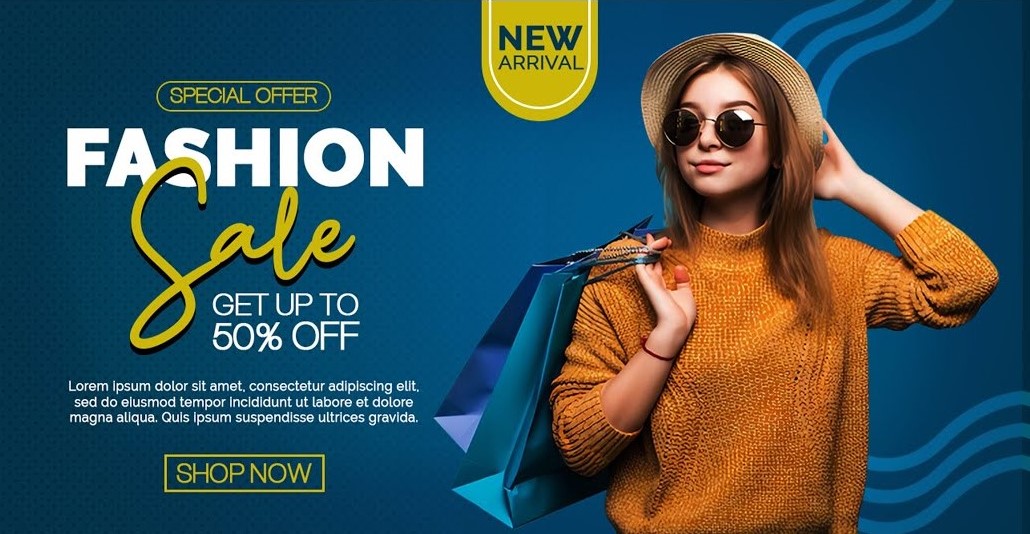 NEW
ARRIVAL
SPECIAL OFFER
FASHION
Sale
GET UP TO
50% OFF
Lorem ipsum dolor sit amet, consectetur adipiscing elit,
sed do eiusmod tempor incididunt ut labore et dolore
magna aliqua. Quis ipsum suspendisse ultrices gravida.
SHOP NOW